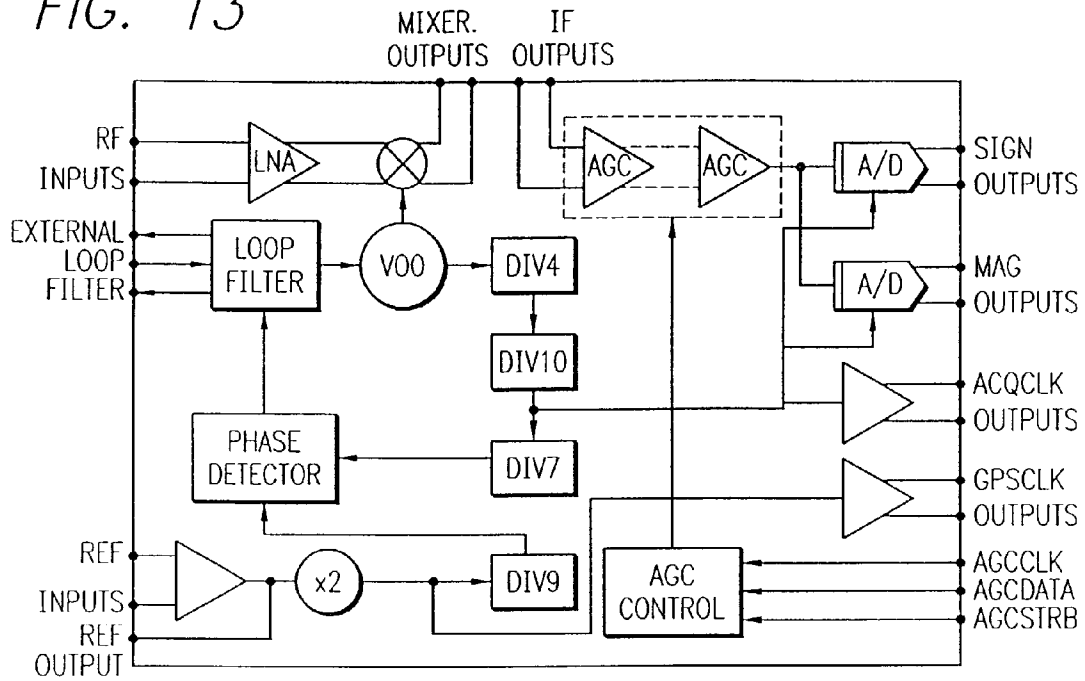 FIG. 13
MIXER.
OUTPUTS
IF
OUTPUTS
RF
INPUTS
LNA
AGC
AGC
A/D
SIGN
OUTPUTS
EXTERNAL
LOOP
FILTER
LOOP
FILTER
V00
DIV4
A/D
MAG
OUTPUTS
DIV10
ACQCLK
OUTPUTS
PHASE
DETECTOR
DIV7
GPSCLK
OUTPUTS
REF
INPUTS
REF
OUTPUT
x2
DIV9
AGC
CONTROL
AGCCLK
AGCDATA
AGCSTRB